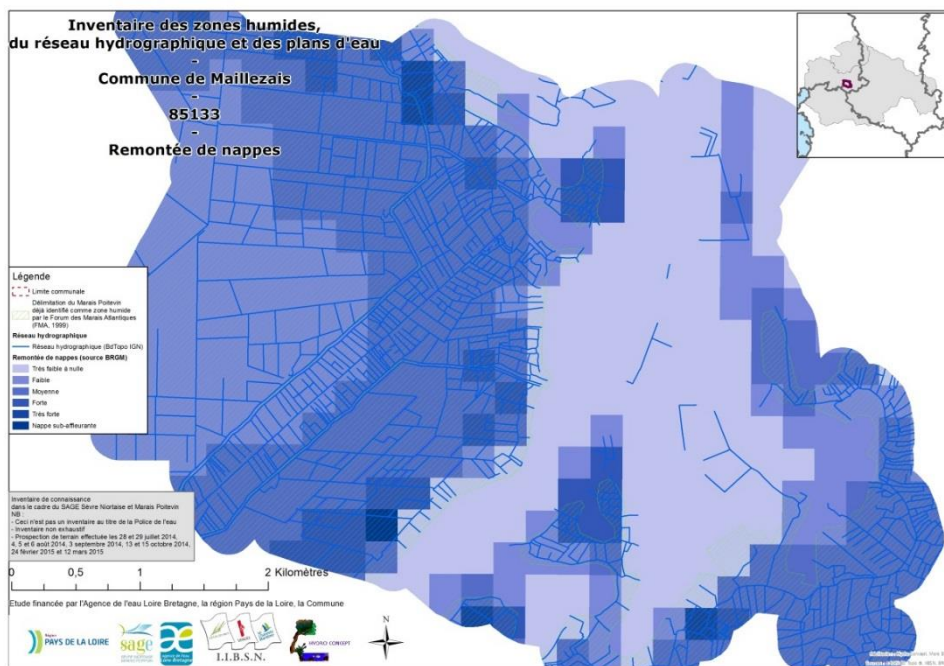 Inventaire des zones humides,
du réseau hydrographique et des plans d'eau
-
Commune de Maillezais
-
85133
-
Remontée de nappes
Légende
Limite communale
Délimitation du Marais Poitevin
déjà identifié comme zone humide
par le Forum des Marais Atlantiques
(FMA, 1999)
Réseau hydrographique
Réseau hydrographique (BdTopo IGN)
Remontée de nappes (source BRGM)
Très faible à nulle
Faible
Moyenne
Forte
Très forte
Nappe sub-affleurante
Inventaire de connaissance
dans le cadre du SAGE Sèvre Niortaise et Marais Poitevin
NB :
- Ceci n'est pas un inventaire au titre de la Police de l'eau
- Inventaire non exhaustif
- Prospection de terrain effectuée les 28 et 29 juillet 2014,
4, 5 et 6 août 2014, 3 septembre 2014, 13 et 15 octobre 2014,
24 février 2015 et 12 mars 2015
0 0,5 1 2 Kilomètres
Etude financée par l'Agence de l'eau Loire Bretagne, la région Pays de la Loire, la Commune
PAYS DE LA LOIRE
sage
I.I.B.S.N.
HYDRO CONCEPT
N